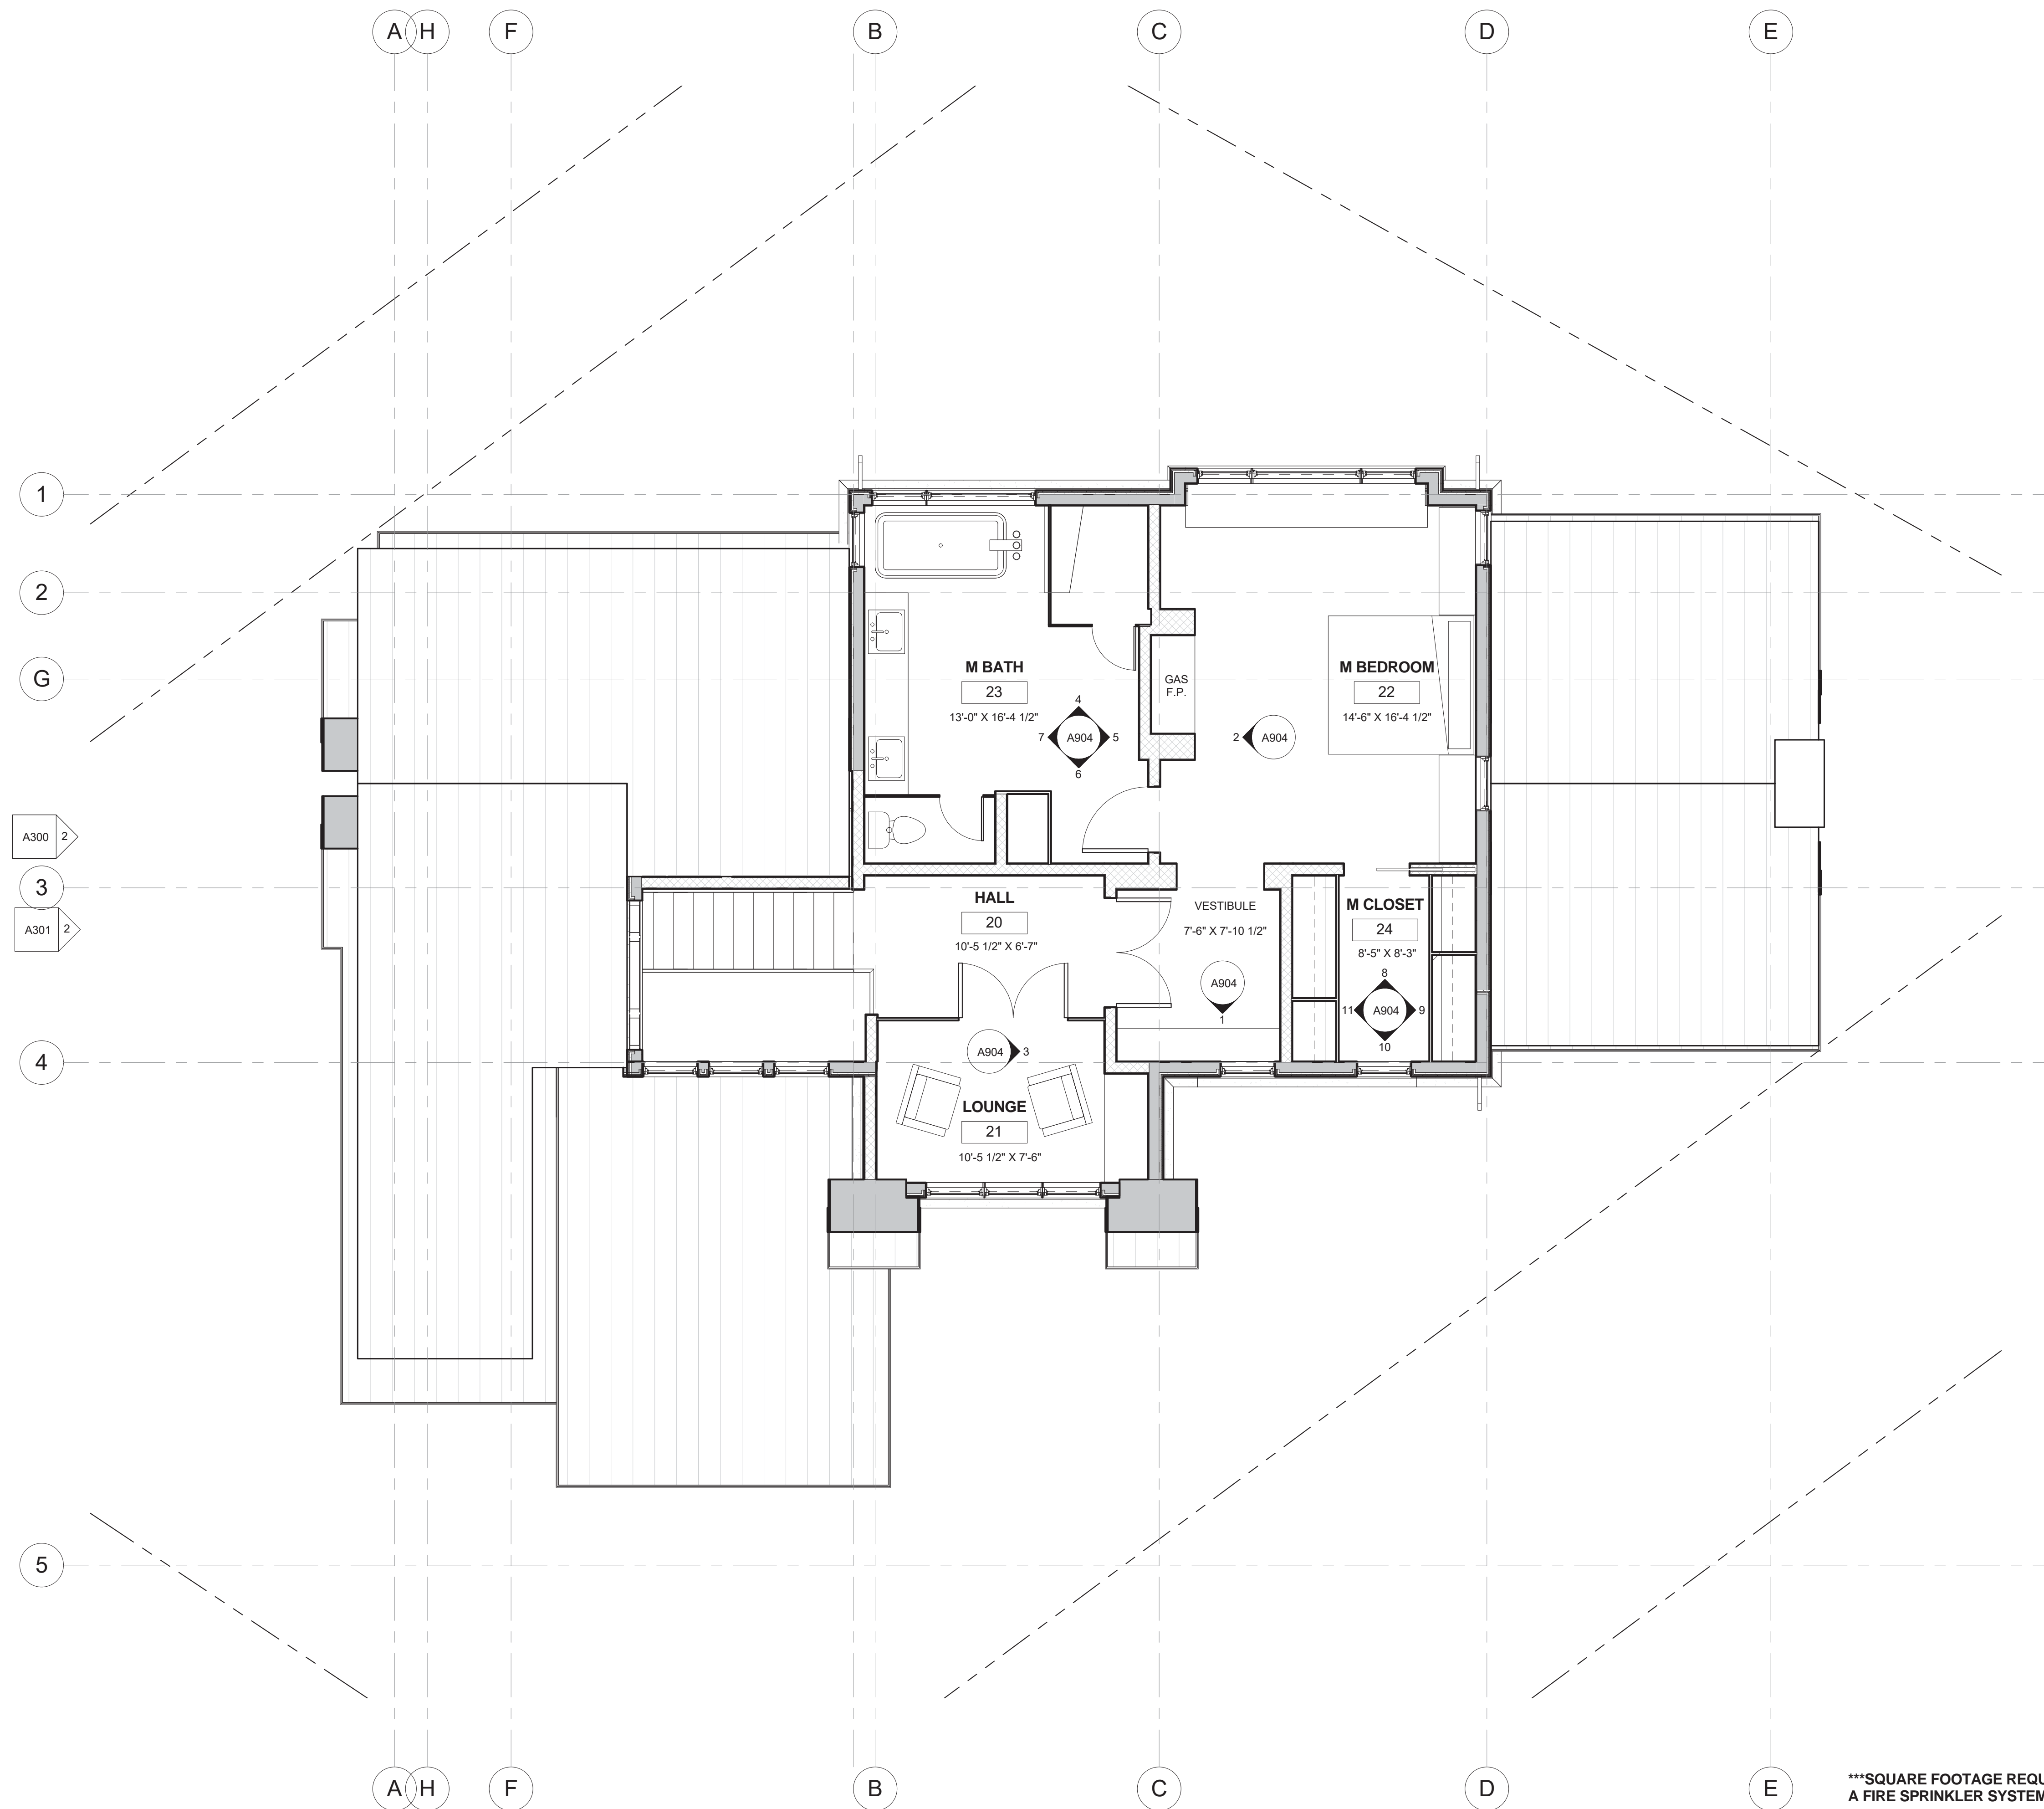 A
H
F
B
C
D
E
1
2
G
M BATH
23
13'-0" X 16'-4 1/2"
GAS
F.P.
M BEDROOM
22
14'-6" X 16'-4 1/2"
4
7
A904
5
6
2
A904
A300
2
3
A301
2
HALL
20
10'-5 1/2" X 6'-7"
VESTIBULE
7'-6" X 7'-10 1/2"
A904
1
M CLOSET
24
8'-5" X 8'-3"
8
11
A904
9
10
4
A904
3
LOUNGE
21
10'-5 1/2" X 7'-6"
5
A
H
F
B
C
D
E
***SQUARE FOOTAGE REQU
A FIRE SPRINKLER SYSTEM